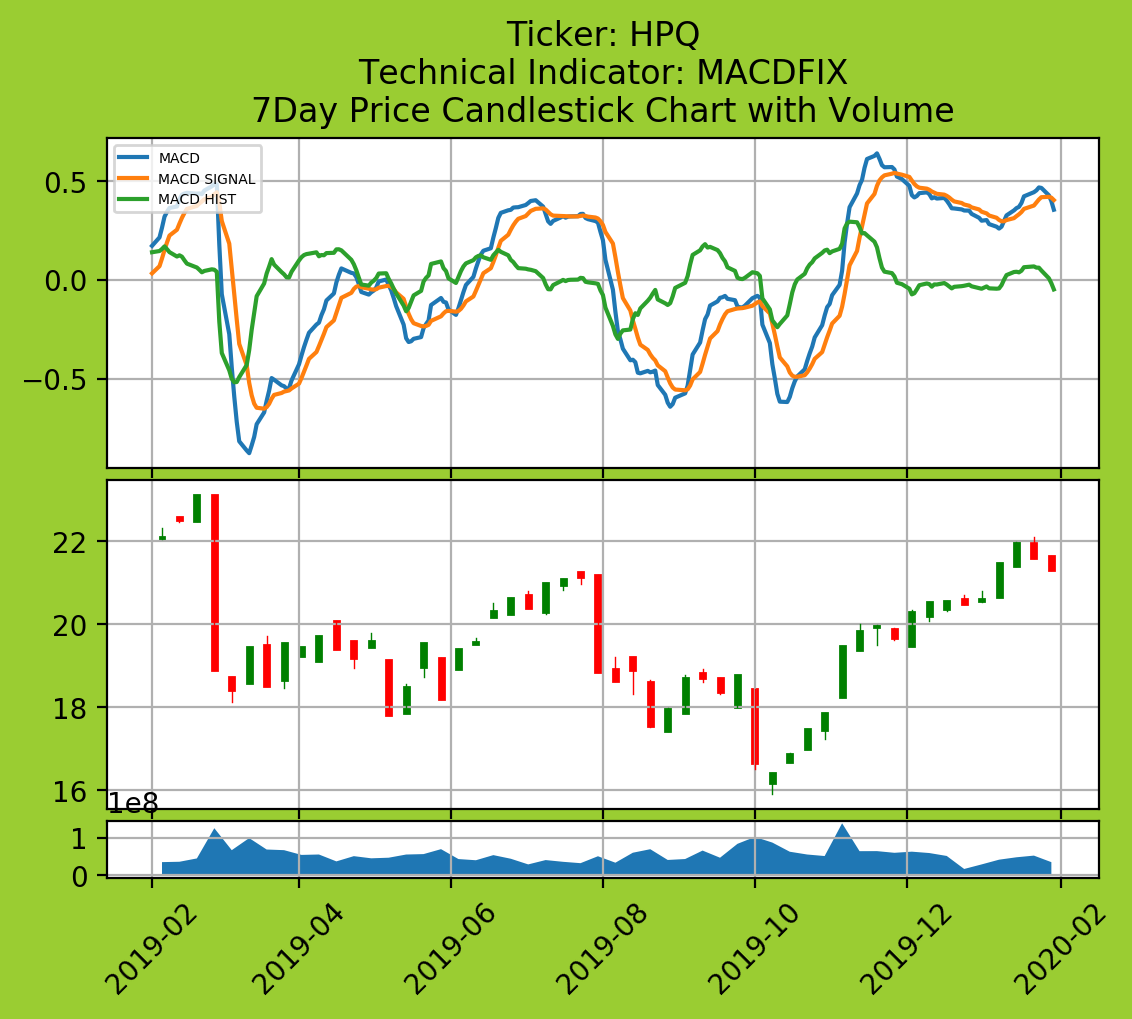 Ticker: HPQ
Technical Indicator: MACDFIX
7Day Price Candlestick Chart with Volume
MACD
MACD SIGNAL
MACD HIST
0.5
0.0
−0.5
22
20
18
16
1e8
1
0
2019-02
2019-04
2019-06
2019-08
2019-10
2019-12
2020-02